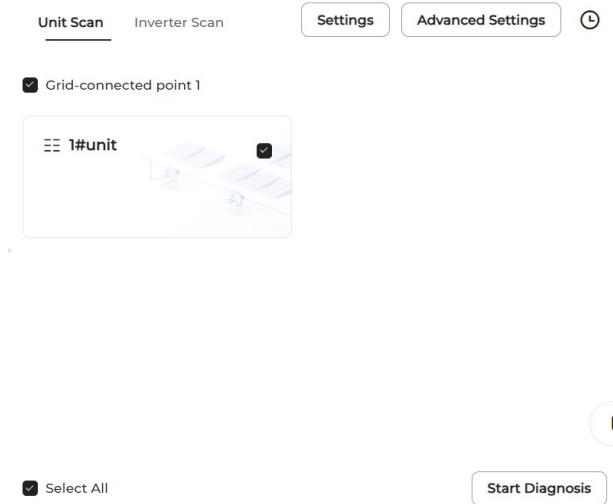 Unit Scan Inverter Scan Settings Advanced Settings
Grid-connected point 1
1#unit
Select All Start Diagnosis